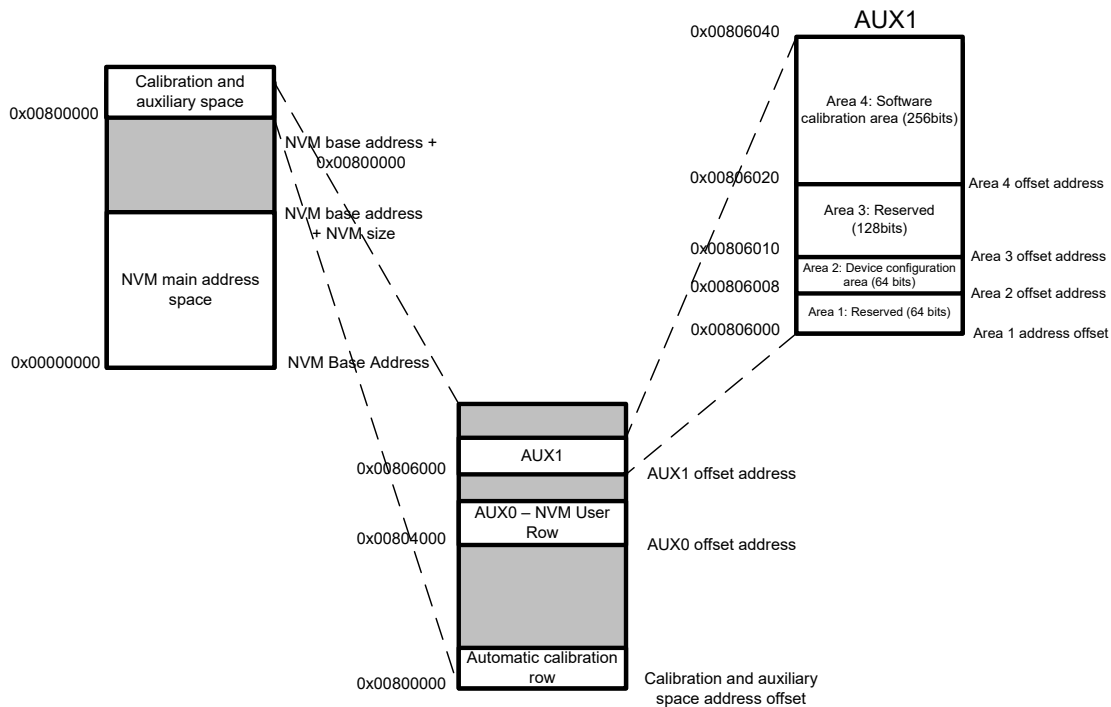 Calibration and
auxiliary space
0x00800000
NVM base address +
0x00800000
NVM base address
+ NVM size
NVM main address
space
0x00000000
NVM Base Address
AUX1
0x00806000
AUX1 offset address
AUX0 – NVM User
Row
0x00804000
AUX0 offset address
Automatic calibration
row
0x00800000
Calibration and auxiliary
space address offset
AUX1
0x00806040
Area 4: Software
calibration area (256bits)
0x00806020
Area 4 offset address
Area 3: Reserved
(128bits)
0x00806010
Area 3 offset address
Area 2: Device configuration
area (64 bits)
0x00806008
Area 2 offset address
Area 1: Reserved (64 bits)
0x00806000
Area 1 address offset